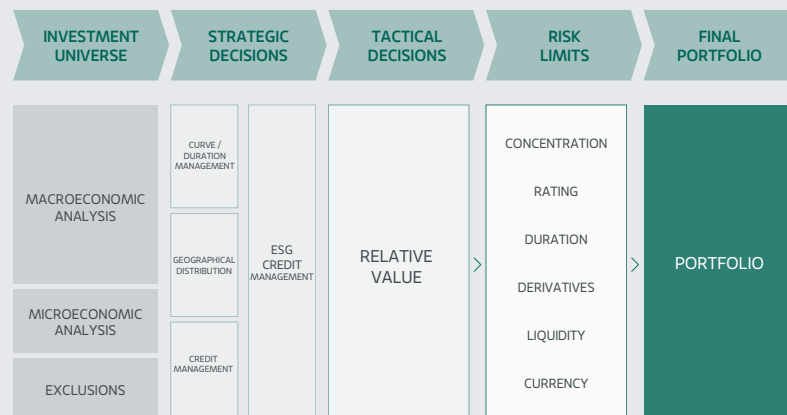 INVESTMENT
UNIVERSE
STRATEGIC
DECISIONS
TACTICAL
DECISIONS
RISK
LIMITS
FINAL
PORTFOLIO
MACROECONOMIC
ANALYSIS
MICROECONOMIC
ANALYSIS
EXCLUSIONS
CURVE /
DURATION
MANAGEMENT
GEOGRAPHICAL
DISTRIBUTION
CREDIT
MANAGEMENT
ESG
CREDIT
MANAGEMENT
RELATIVE
VALUE
CONCENTRATION
RATING
DURATION
DERIVATIVES
LIQUIDITY
CURRENCY
PORTFOLIO